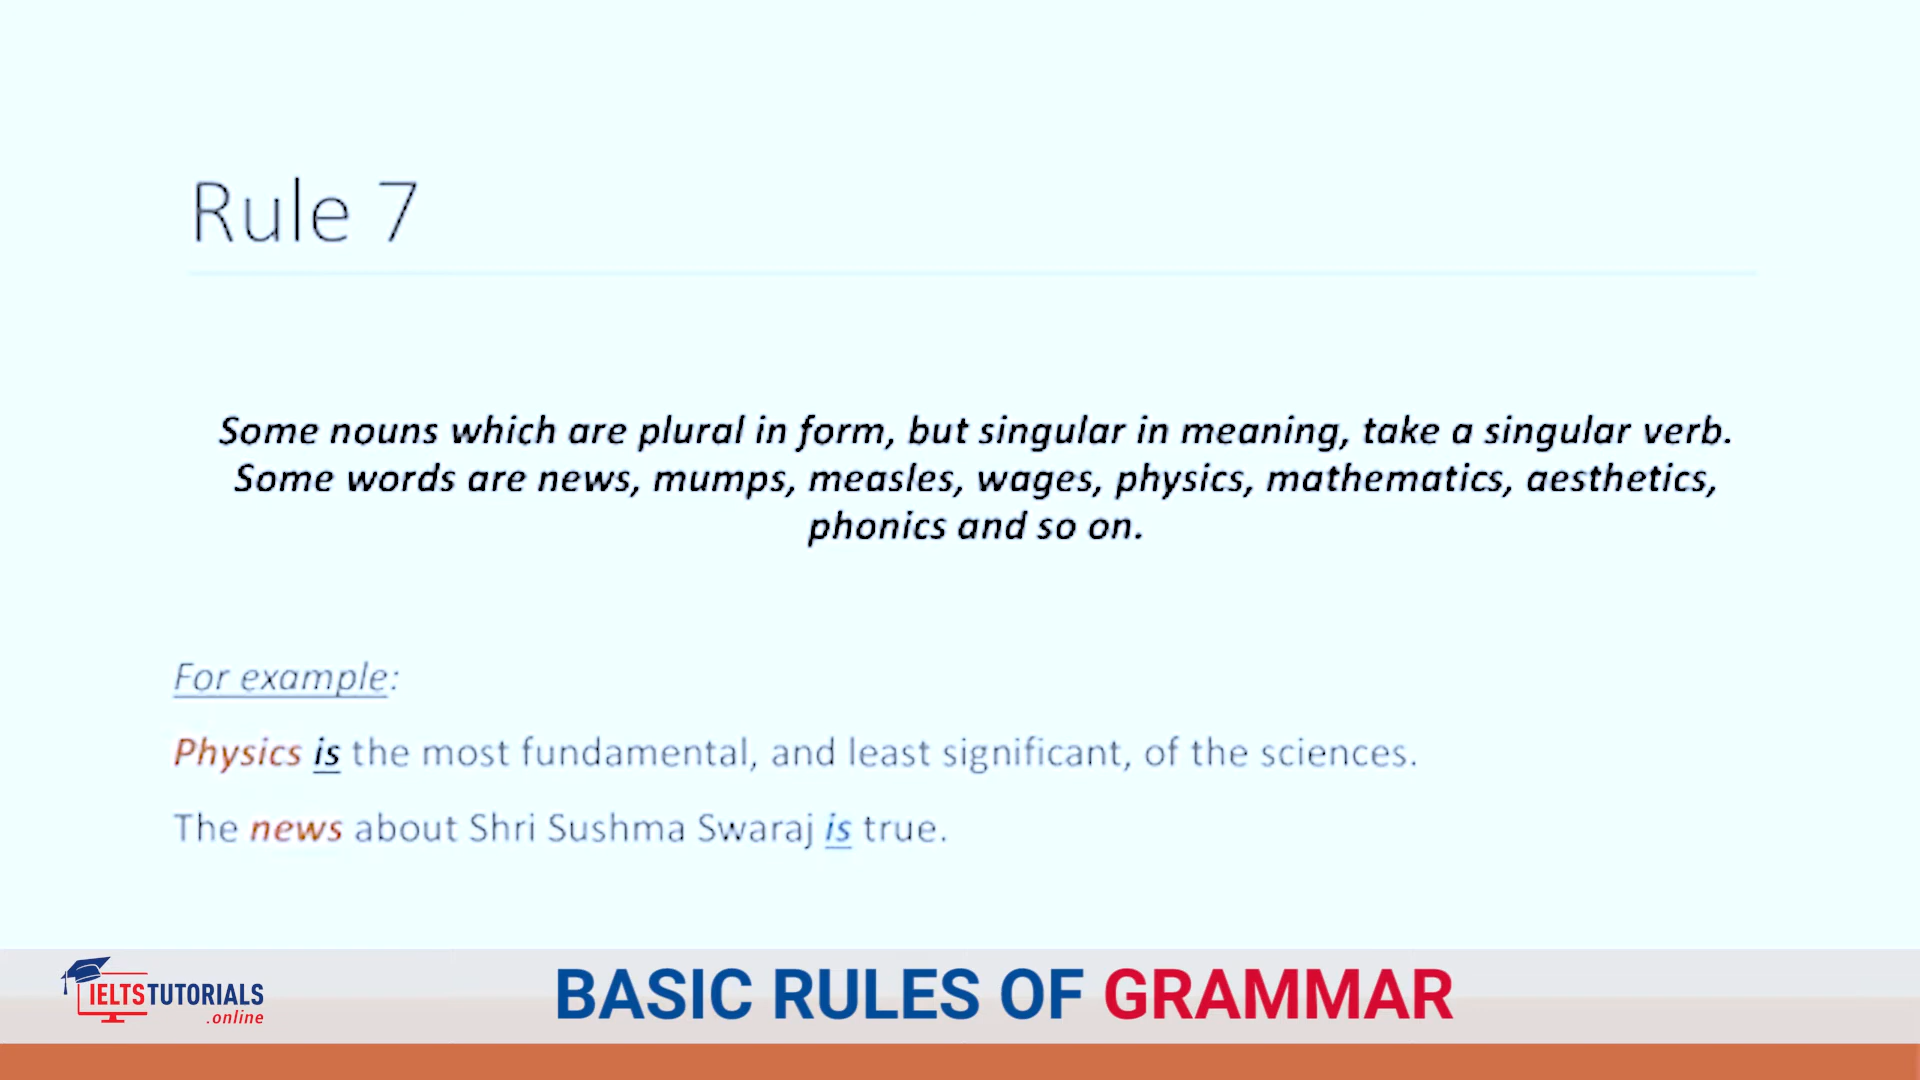 Rule 7
Some nouns which are plural in form, but singular in meaning, take a singular verb.
Some words are news, mumps, measles, wages, physics, mathematics, aesthetics,
phonics and so on.
For example:
Physics is the most fundamental, and least significant, of the sciences.
The news about Shri Sushma Swaraj is true.
IELTSTUTORIALS
.online
BASIC RULES OF GRAMMAR